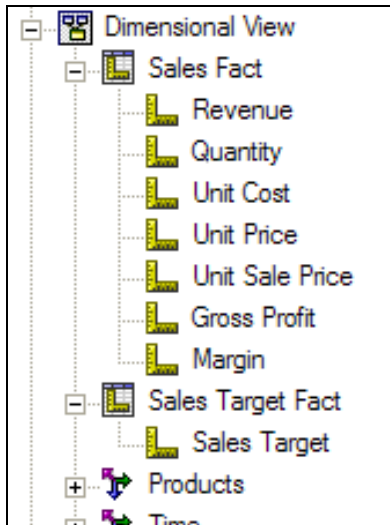 Dimensional View
Sales Fact
Revenue
Quantity
Unit Cost
Unit Price
Unit Sale Price
Gross Profit
Margin
Sales Target Fact
Sales Target
Products
Time